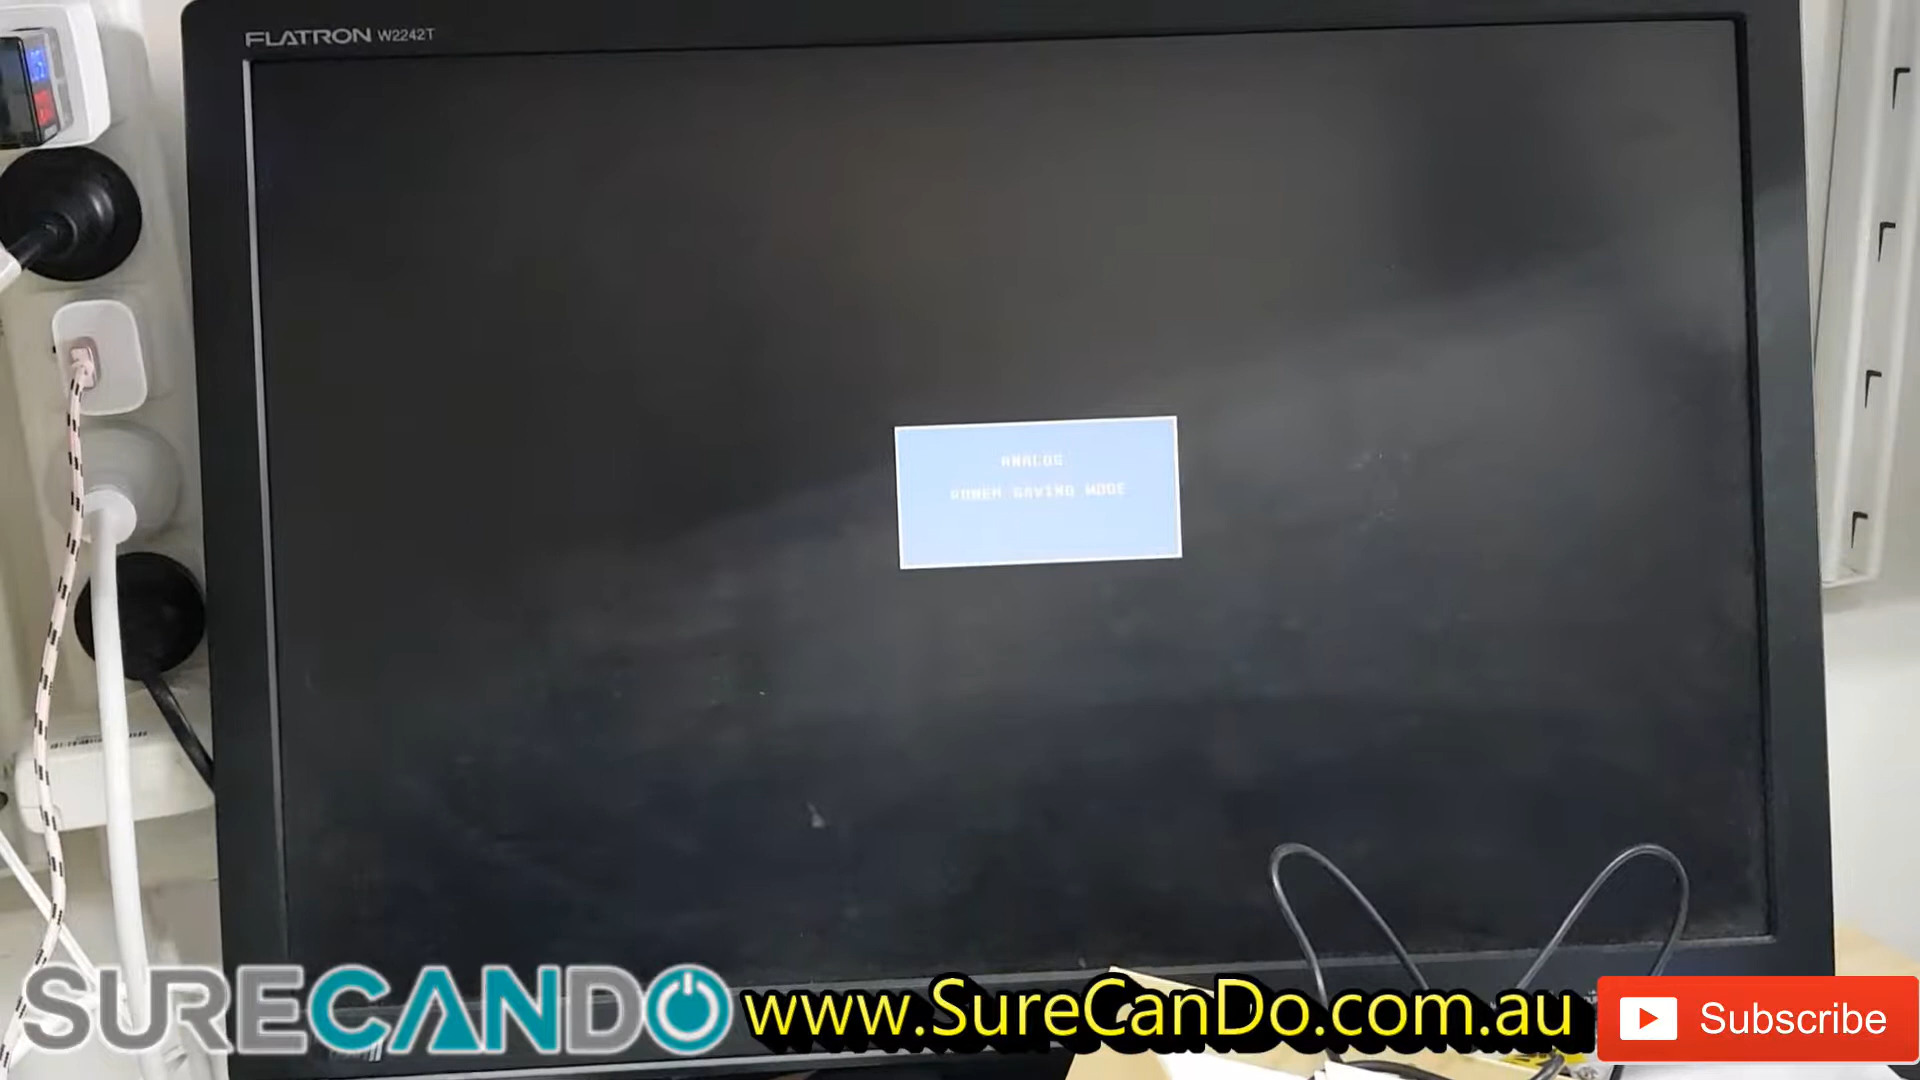 FLATRON W2242T
ANALOG
POWER SAVING MODE
SURECANDO
www.SureCanDo.com.au
Subscribe